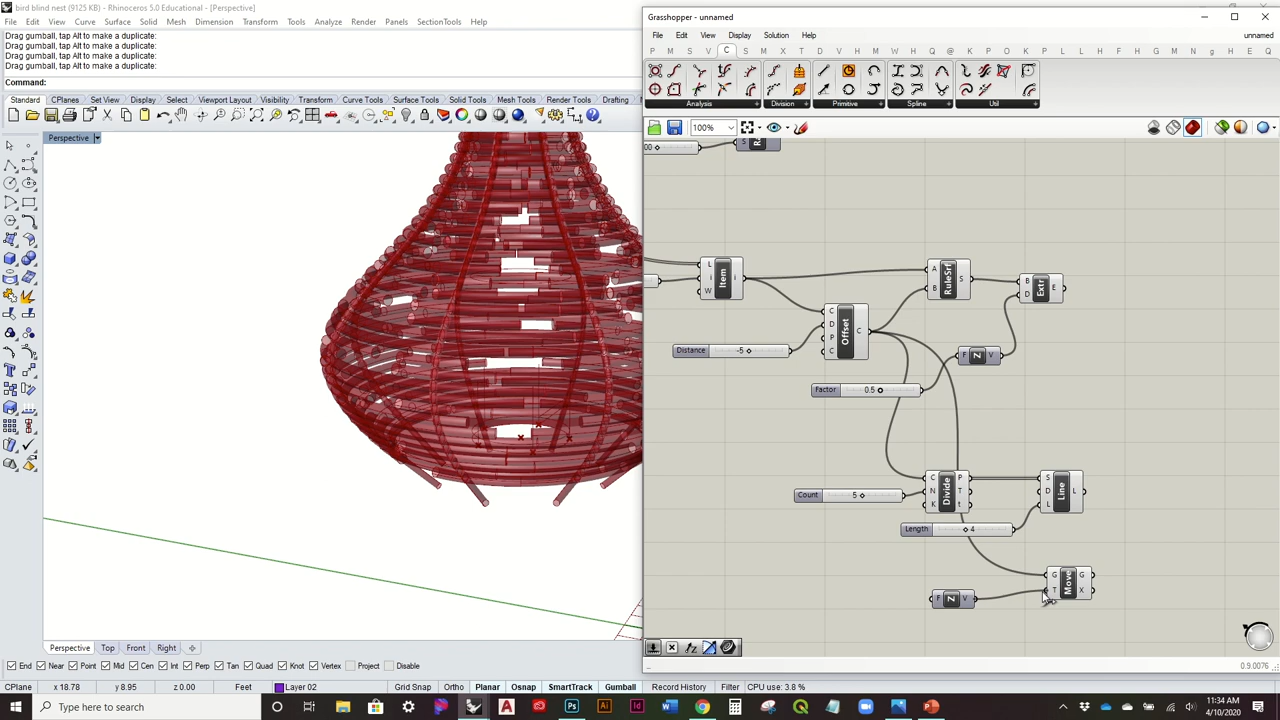 bird blind nest (9125 KB) - Rhinoceros 5.0 Educational - [Perspective]
File Edit View Curve Surface Solid Mesh Dimension Transform Tools Analyze Render Panels SectionTools Help
Drag gumball, tap Alt to make a duplicate:
Drag gumball, tap Alt to make a duplicate:
Drag gumball, tap Alt to make a duplicate:
Drag gumball, tap Alt to make a duplicate:
Command:
Standard CPlanes Set View Display Select Viewport Layout Visibility Transform Curve Tools Surface Tools Solid Tools Mesh Tools Render Tools Drafting
Perspective
Grasshopper - unnamed
File Edit View Display Solution Help unnamed
P M S V C S M X T D V D H M W H Q @ N K P O L P L L H N g H X Q
Analysis Division Primitive Spline Util
100%
00 S
L i W Item i
A B RuleSrf S
B D Extr E
C D P C Offset C
Distance -5
F Z V
Factor 0.5
C N K Divide P T t
S D L Line L
Count 5
Length 4
G T Move G X
F Z V
0.9.0076
Perspective Top Front Right
End Near Point Mid Cen Int Perp Tan Quad Knot Vertex Project Disable
CPlane x 18.78 y 8.95 z 0.00 Feet Layer 02 Grid Snap Ortho Planar Osnap SmartTrack Gumball Record History Filter CPU use: 3.8 %
Type here to search
11:34 AM
4/10/2020